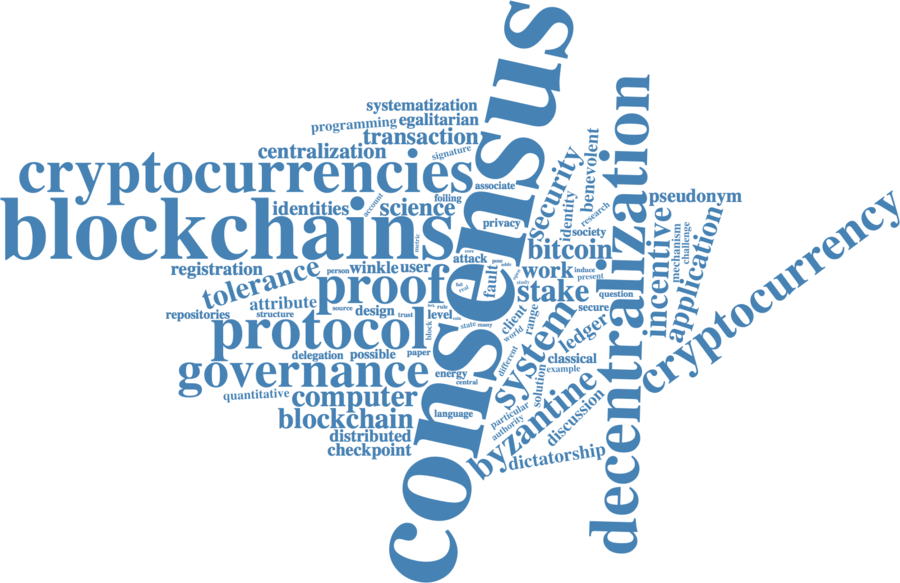 consensus
systematization
programming
egalitarian
transaction
centralization
signature
cryptocurrencies
associate
foiling
account
identities
science
blockchains
privacy
metric
attack
registration
tolerance
person
winkle
user
proof
fault
attribute
source
design
trust
level
repositories
structure
protocol
block
state
many
rule
delegation
possible
paper
governance
energy
central
quantitative
computer
language
blockchain
distributed
checkpoint
security
benevolent
identity
research
society
bitcoin
work
induce
present
stake
question
study
real
client
range
world
secure
ledger
system
different
classical
example
solution
particular
authority
byzantine
discussion
dictatorship
decentralization
pseudonym
incentive
mechanism
challenge
application
cryptocurrency